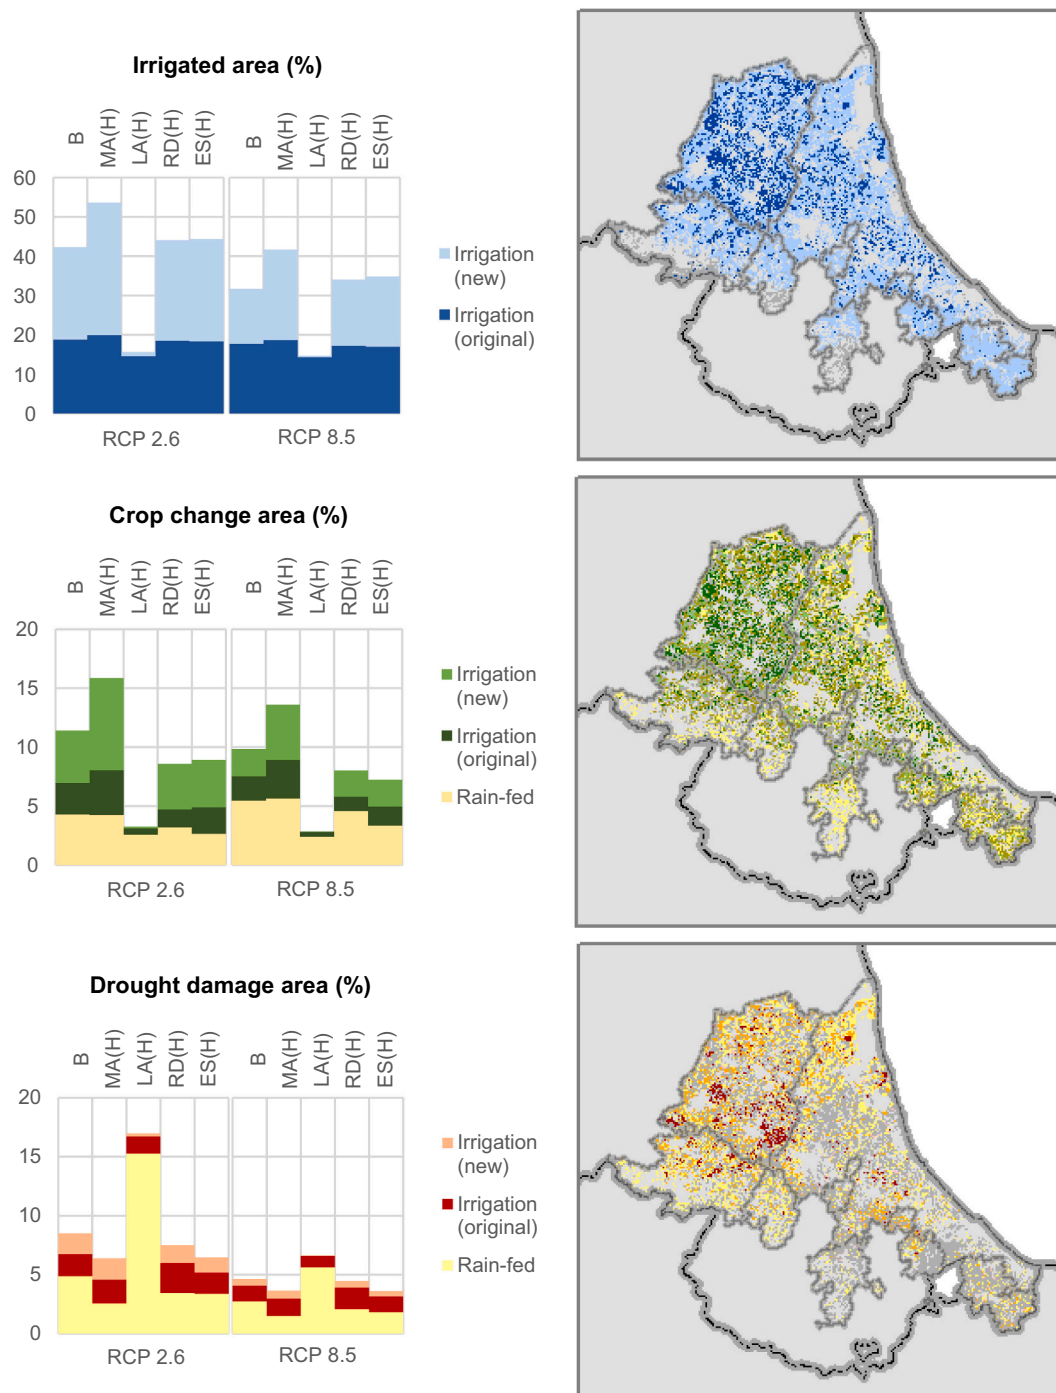 Irrigated area (%)
B MA(H) LA(H) RD(H) ES(H) B MA(H) LA(H) RD(H) ES(H)
60
50
40
30
20
10
0
RCP 2.6 RCP 8.5
Irrigation
(new)
Irrigation
(original)
Crop change area (%)
B MA(H) LA(H) RD(H) ES(H) B MA(H) LA(H) RD(H) ES(H)
20
15
10
5
0
RCP 2.6 RCP 8.5
Irrigation
(new)
Irrigation
(original)
Rain-fed
Drought damage area (%)
B MA(H) LA(H) RD(H) ES(H) B MA(H) LA(H) RD(H) ES(H)
20
15
10
5
0
RCP 2.6 RCP 8.5
Irrigation
(new)
Irrigation
(original)
Rain-fed